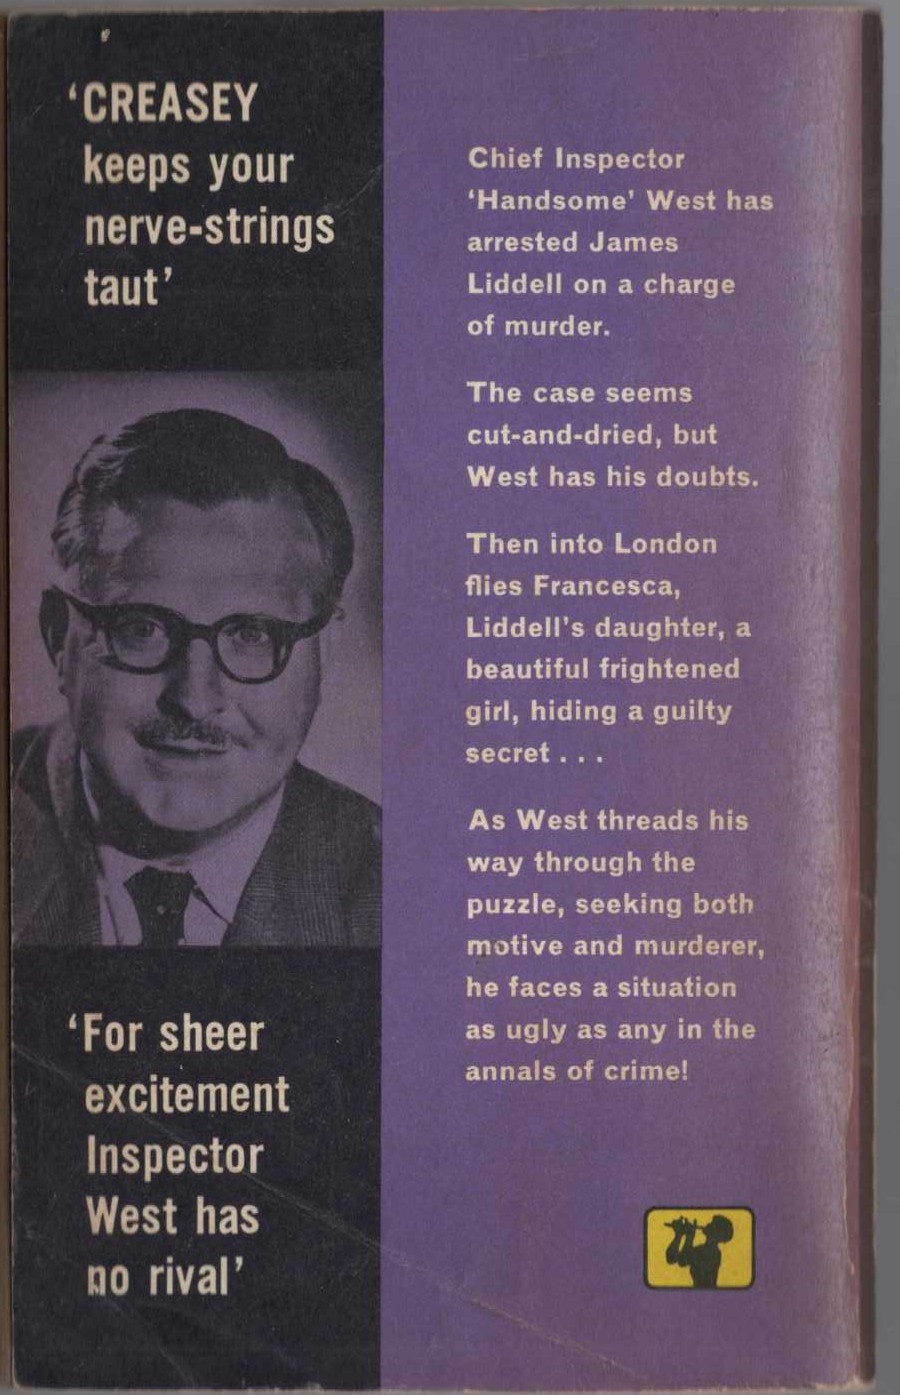 ‘CREASEY
keeps your
nerve-strings
taut’
‘For sheer
excitement
Inspector
West has
no rival’
Chief Inspector
‘Handsome’ West has
arrested James
Liddell on a charge
of murder.
The case seems
cut-and-dried, but
West has his doubts.
Then into London
flies Francesca,
Liddell's daughter, a
beautiful frightened
girl, hiding a guilty
secret . . .
As West threads his
way through the
puzzle, seeking both
motive and murderer,
he faces a situation
as ugly as any in the
annals of crime!